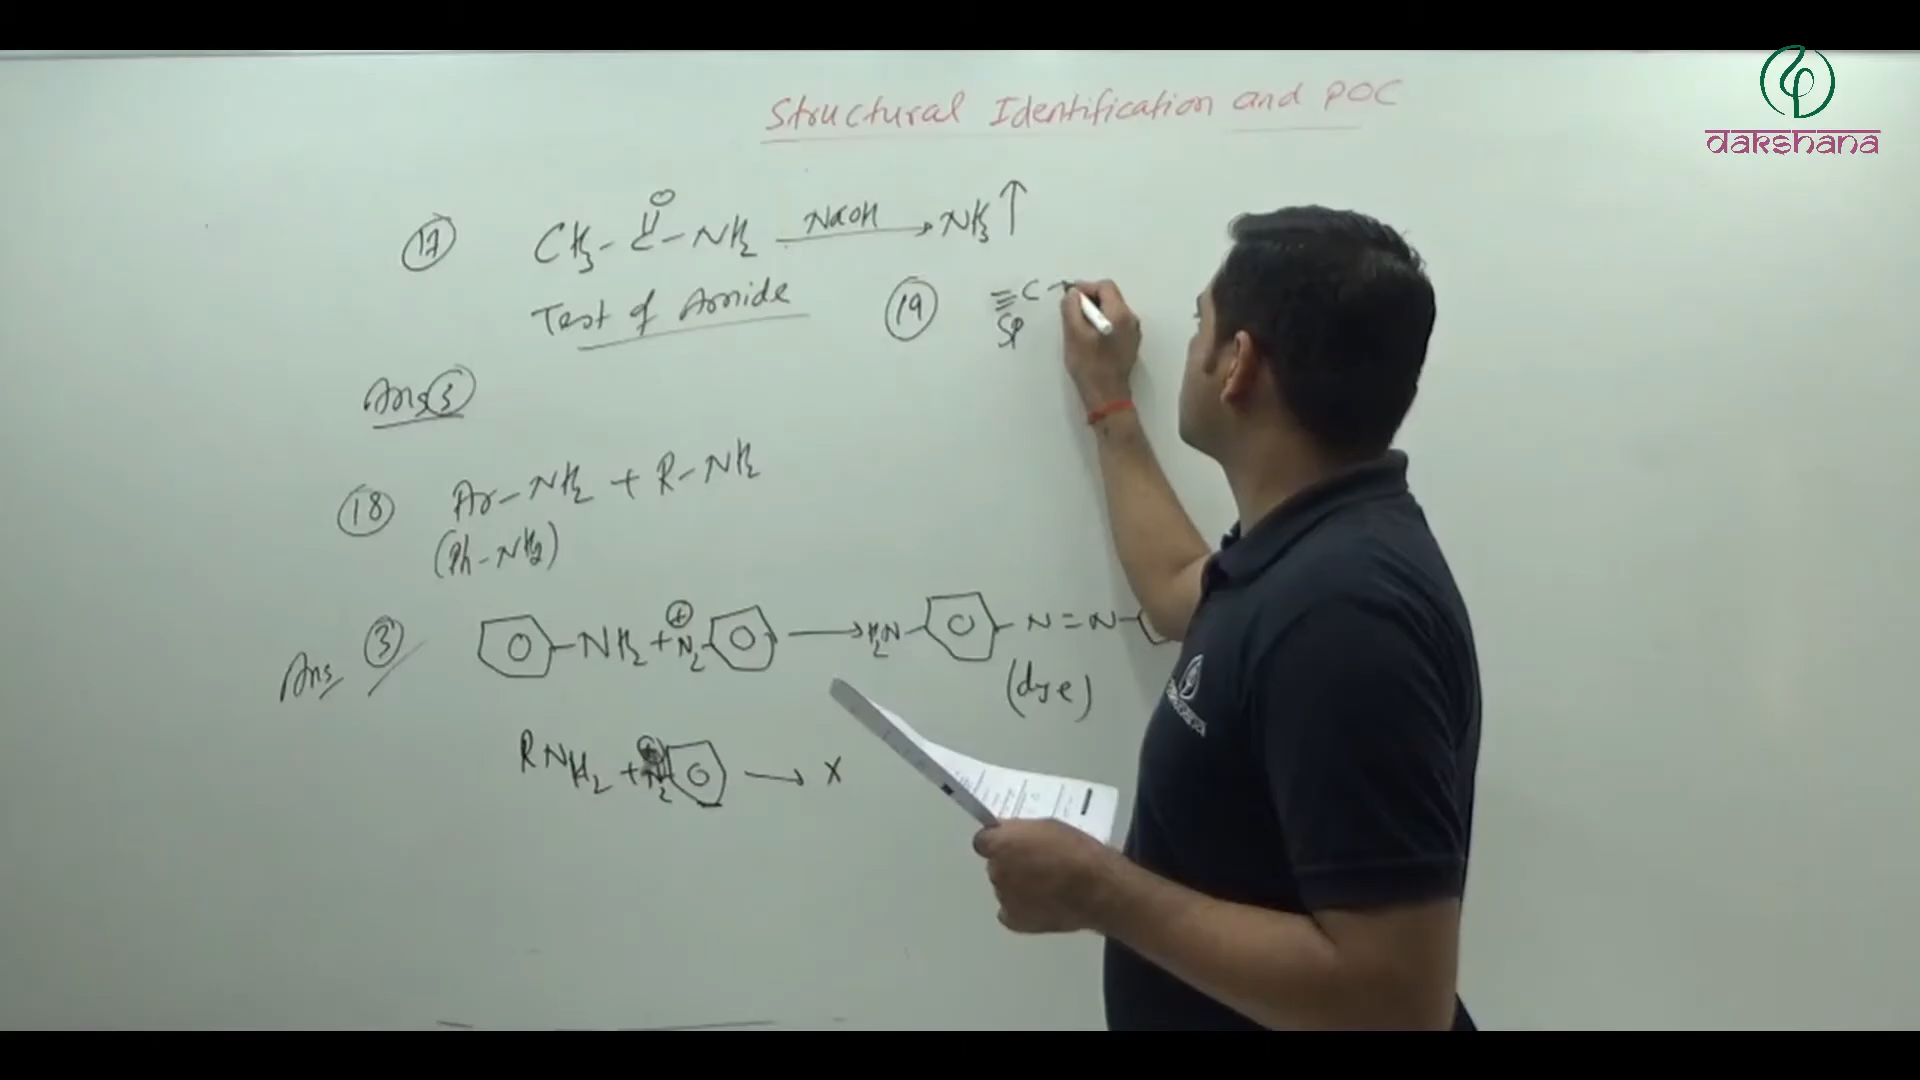 Structural Identification and POC
dakshana
(17) CH3-C(=O)-NH2 —NaOH→ NH3↑
Test of Amide
Ans (3)
(18) Ar-NH2 + R-NH2
(Ph-NH2)
Ans (3)
NH2 + N2⊕ → H2N N=N-
(dye)
RNH2 + N2⊕ → X
(19) ≡C-
SP